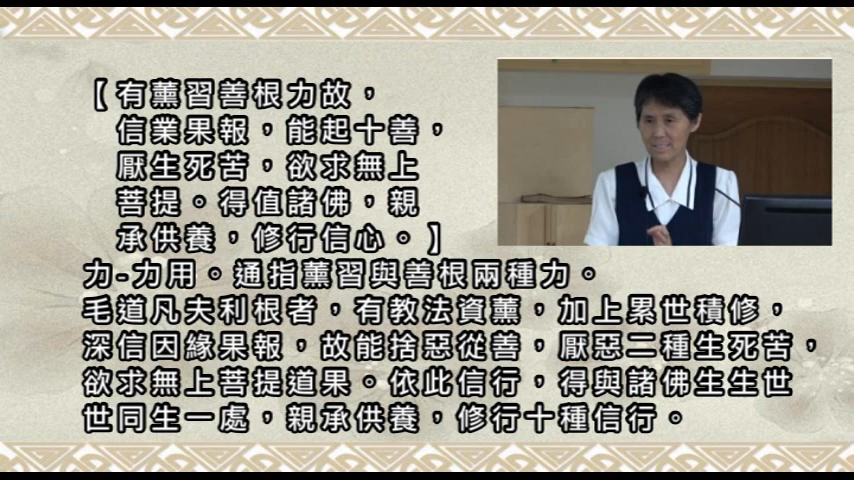 【有薰習善根力故，
信業果報，能起十善，
厭生死苦，欲求無上
菩提。得值諸佛，親
承供養，修行信心。】
力-力用。通指薰習與善根兩種力。
毛道凡夫利根者，有教法資薰，加上累世積修，
深信因緣果報，故能捨惡從善，厭惡二種生死苦，
欲求無上菩提道果。依此信行，得與諸佛生生世
世同生一處，親承供養，修行十種信行。